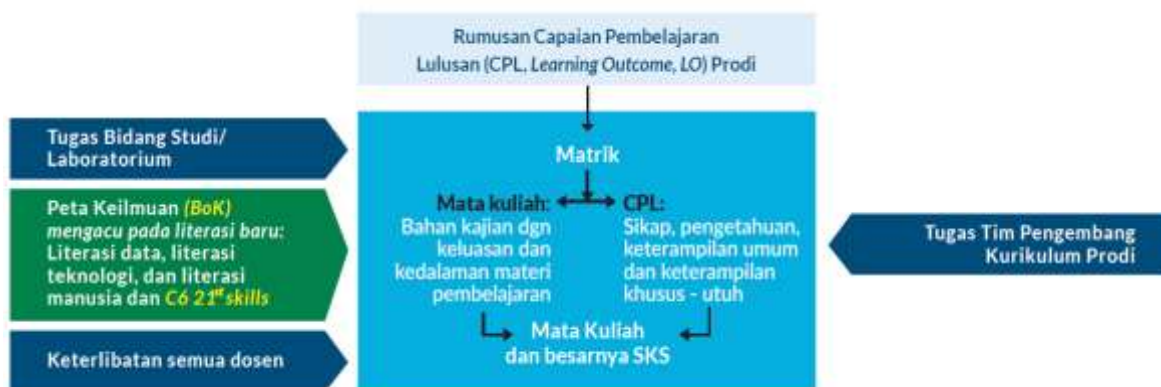 Rumusan Capaian Pembelajaran
Lulusan (CPL, Learning Outcome, LO) Prodi
Tugas Bidang Studi/
Laboratorium
Peta Keilmuan (BoK)
mengacu pada literasi baru:
Literasi data, literasi
teknologi, dan literasi
manusia dan C6 21st skills
Keterlibatan semua dosen
Matrik
Mata kuliah:
Bahan kajian dgn
keluasan dan
kedalaman materi
pembelajaran
CPL:
Sikap, pengetahuan,
keterampilan umum
dan keterampilan
khusus - utuh
Mata Kuliah
dan besarnya SKS
Tugas Tim Pengembang
Kurikulum Prodi